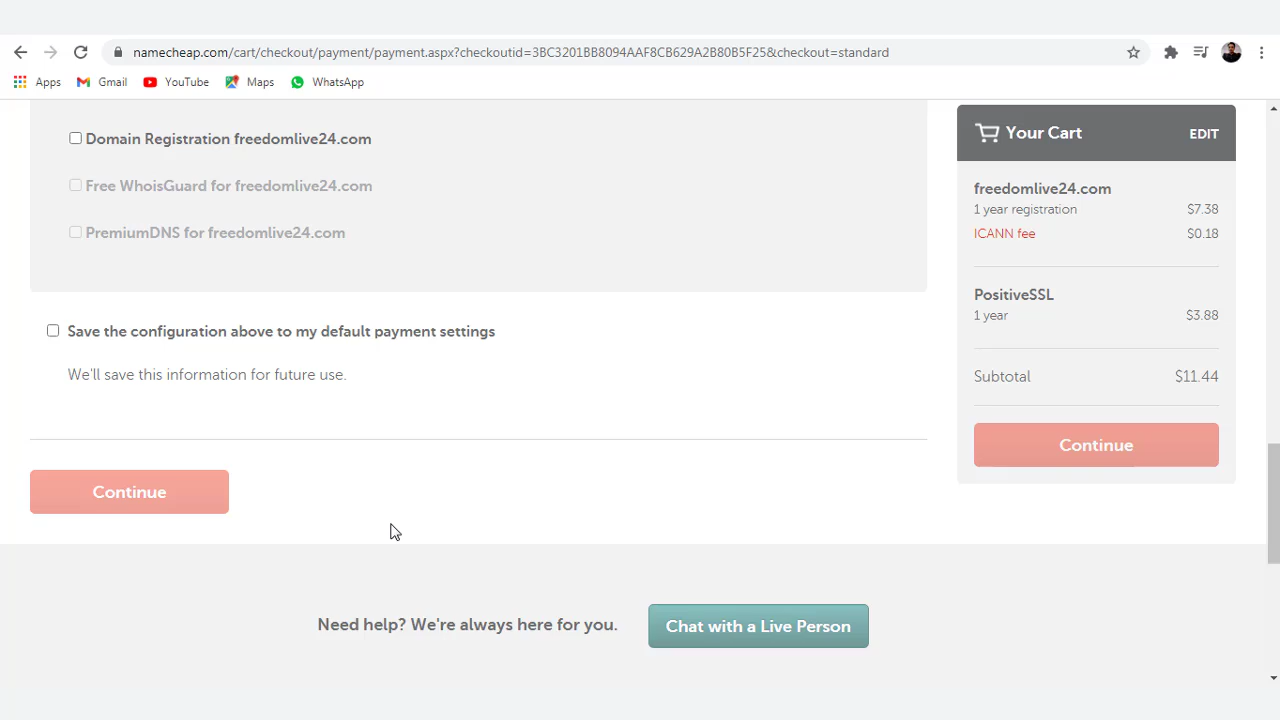 namecheap.com/cart/checkout/payment/payment.aspx?checkoutid=3BC3201BB8094AAF8CB629A2B80B5F25&checkout=standard
Apps Gmail YouTube Maps WhatsApp
Domain Registration freedomlive24.com
Free WhoisGuard for freedomlive24.com
PremiumDNS for freedomlive24.com
Save the configuration above to my default payment settings
We'll save this information for future use.
Continue
Your Cart EDIT
freedomlive24.com
1 year registration $7.38
ICANN fee $0.18
PositiveSSL
1 year $3.88
Subtotal $11.44
Continue
Need help? We're always here for you. Chat with a Live Person